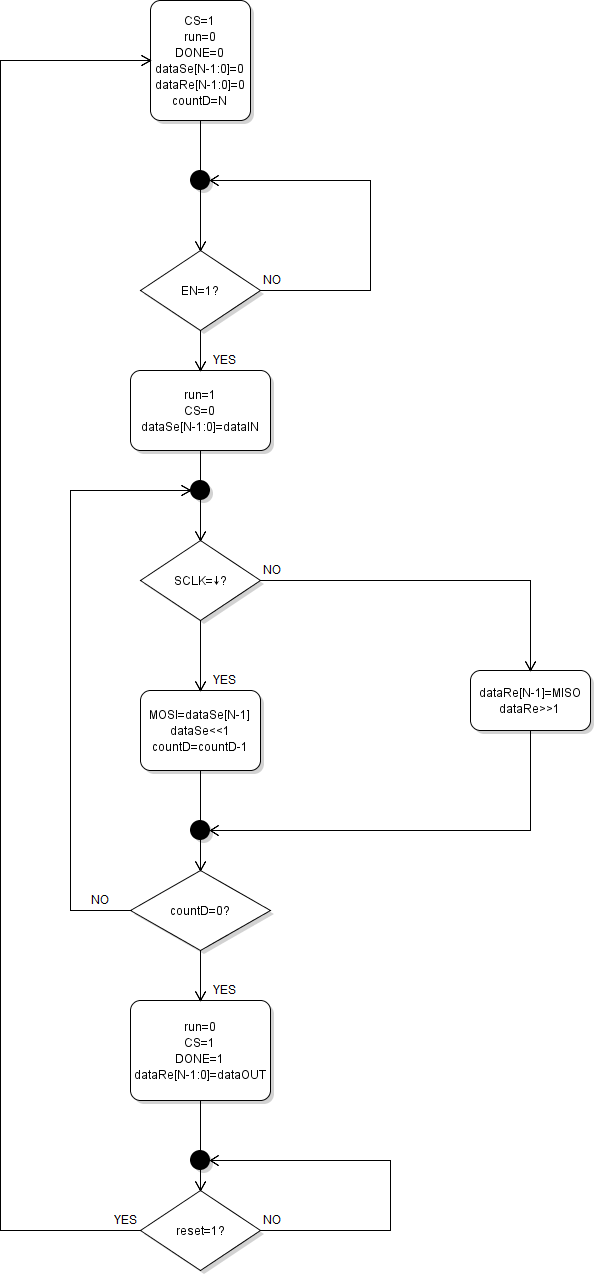 CS=1
run=0
DONE=0
dataSe[N-1:0]=0
dataRe[N-1:0]=0
countD=N
EN=1?
NO
YES
run=1
CS=0
dataSe[N-1:0]=dataIN
SCLK=↓?
NO
YES
MOSI=dataSe[N-1]
dataSe<<1
countD=countD-1
dataRe[N-1]=MISO
dataRe>>1
countD=0?
NO
YES
run=0
CS=1
DONE=1
dataRe[N-1:0]=dataOUT
reset=1?
YES
NO